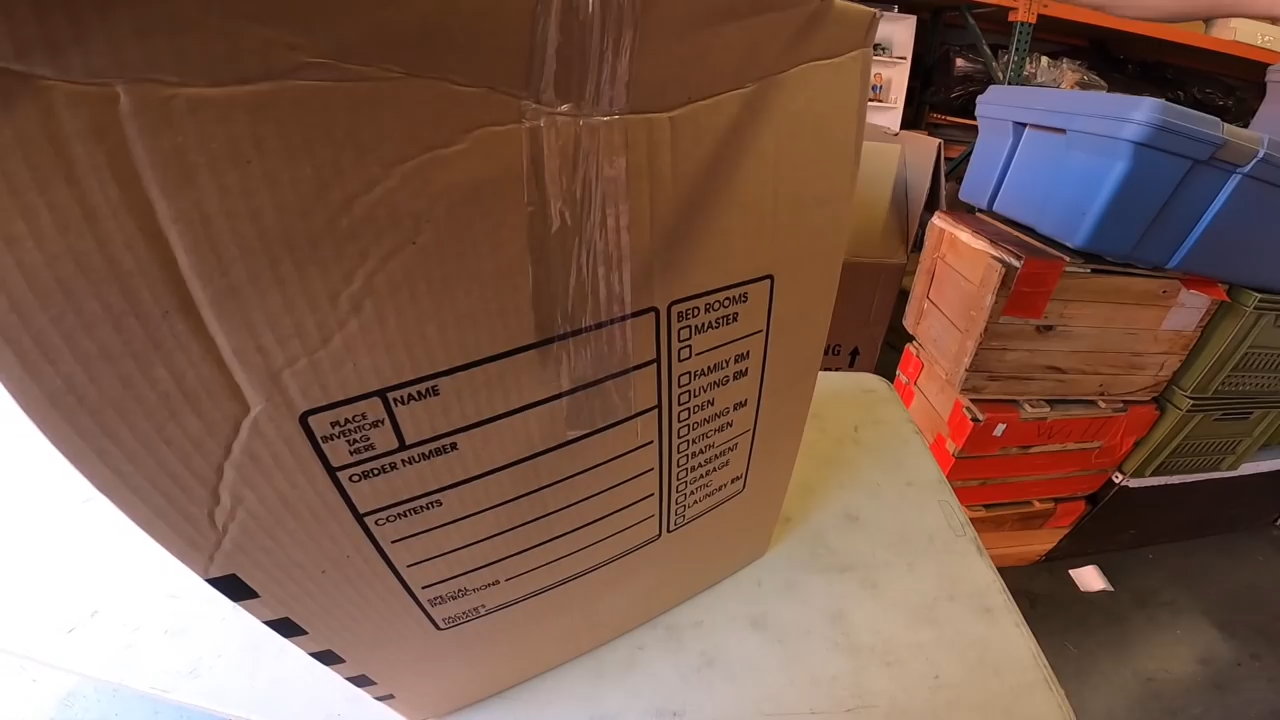 PLACE
INVENTORY
TAG
HERE
NAME
ORDER NUMBER
CONTENTS
SPECIAL
INSTRUCTIONS
PACKER'S
INITIALS
BED ROOMS
MASTER
FAMILY RM
LIVING RM
DEN
DINING RM
KITCHEN
BATH
BASEMENT
GARAGE
ATTIC
LAUNDRY RM